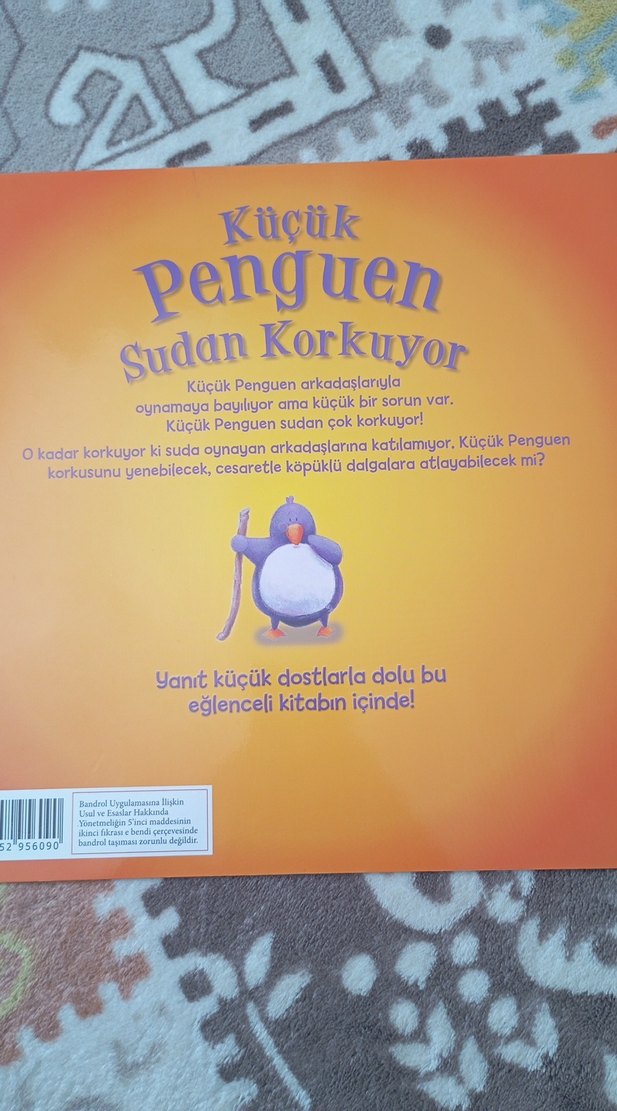 Küçük
Penguen
Sudan Korkuyor
Küçük Penguen arkadaşlarıyla
oynamaya bayılıyor ama küçük bir sorun var.
Küçük Penguen sudan çok korkuyor!
O kadar korkuyor ki suda oynayan arkadaşlarına katılamıyor. Küçük Penguen
korkusunu yenebilecek, cesaretle köpüklü dalgalara atlayabilecek mi?
Yanıt küçük dostlarla dolu bu
eğlenceli kitabın içinde!
Bandrol Uygulamasına İlişkin
Usul ve Esaslar Hakkında
Yönetmeliğin 5'inci maddesinin
ikinci fıkrası e bendi çerçevesinde
bandrol taşıması zorunlu değildir.
52 956090